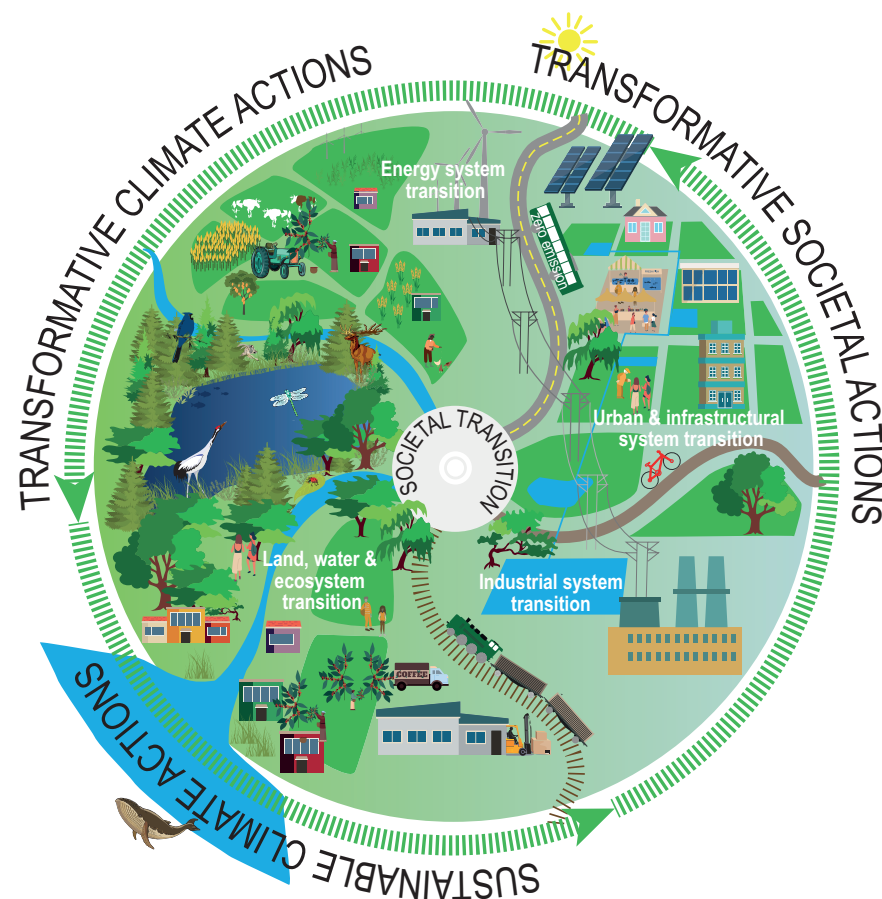 TRANSFORMATIVE CLIMATE ACTIONS
TRANSFORMATIVE SOCIETAL ACTIONS
Energy system
transition
zero emission
SOCIETAL TRANSITION
Urban & infrastructural
system transition
Land, water &
ecosystem
transition
Industrial system
transition
COFFEE
SUSTAINABLE CLIMATE ACTIONS